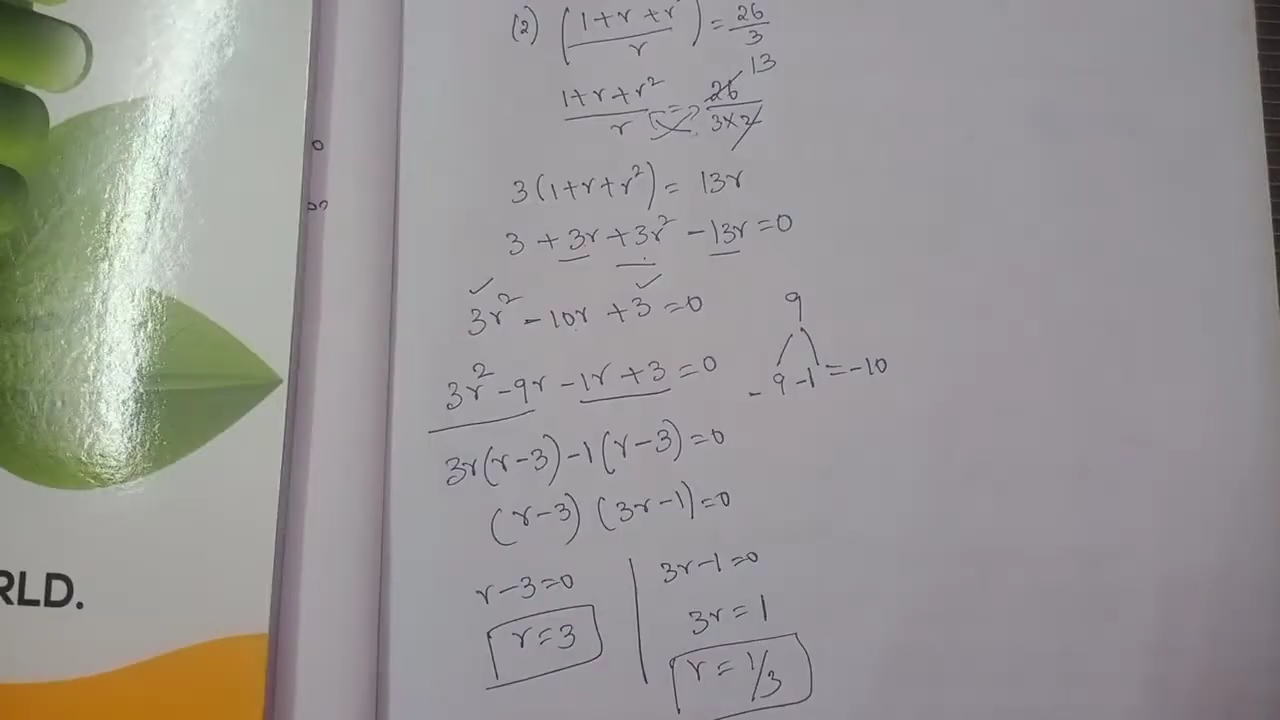 (2) (1+r+r / r) = 26/3
1+r+r² / r = 26/3×2 13
3(1+r+r²) = 13r
3 + 3r + 3r² - 13r = 0
3r² - 10r + 3 = 0
9
3r² - 9r - 1r + 3 = 0
- 9 - 1 = -10
3r(r-3) - 1(r-3) = 0
(r-3) (3r-1) = 0
r-3=0
r=3
3r-1=0
3r=1
r=1/3
RLD.